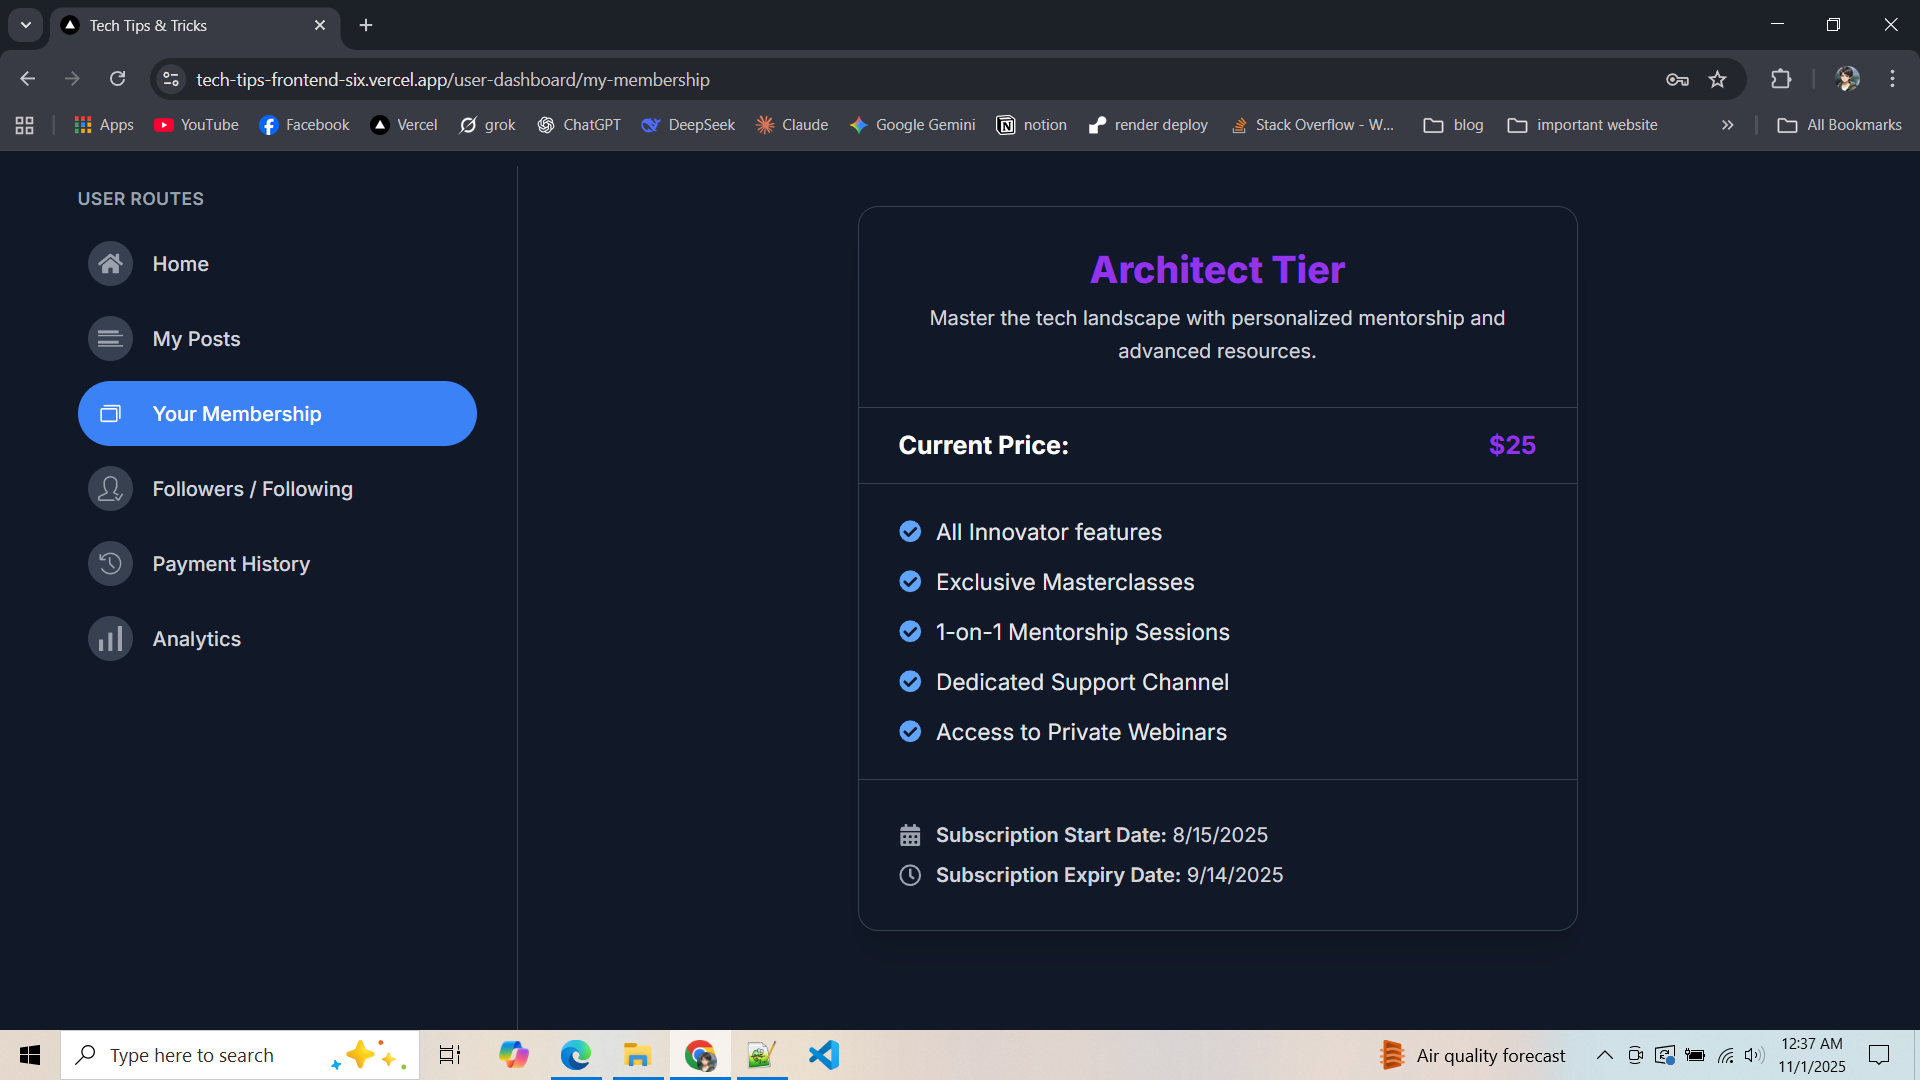 Tech Tips & Tricks
tech-tips-frontend-six.vercel.app/user-dashboard/my-membership
Apps YouTube Facebook Vercel grok ChatGPT DeepSeek Claude Google Gemini notion render deploy Stack Overflow - W... blog important website » All Bookmarks
USER ROUTES
Home
My Posts
Your Membership
Followers / Following
Payment History
Analytics
Architect Tier
Master the tech landscape with personalized mentorship and
advanced resources.
Current Price: $25
All Innovator features
Exclusive Masterclasses
1-on-1 Mentorship Sessions
Dedicated Support Channel
Access to Private Webinars
Subscription Start Date: 8/15/2025
Subscription Expiry Date: 9/14/2025
Type here to search
Air quality forecast
12:37 AM
11/1/2025